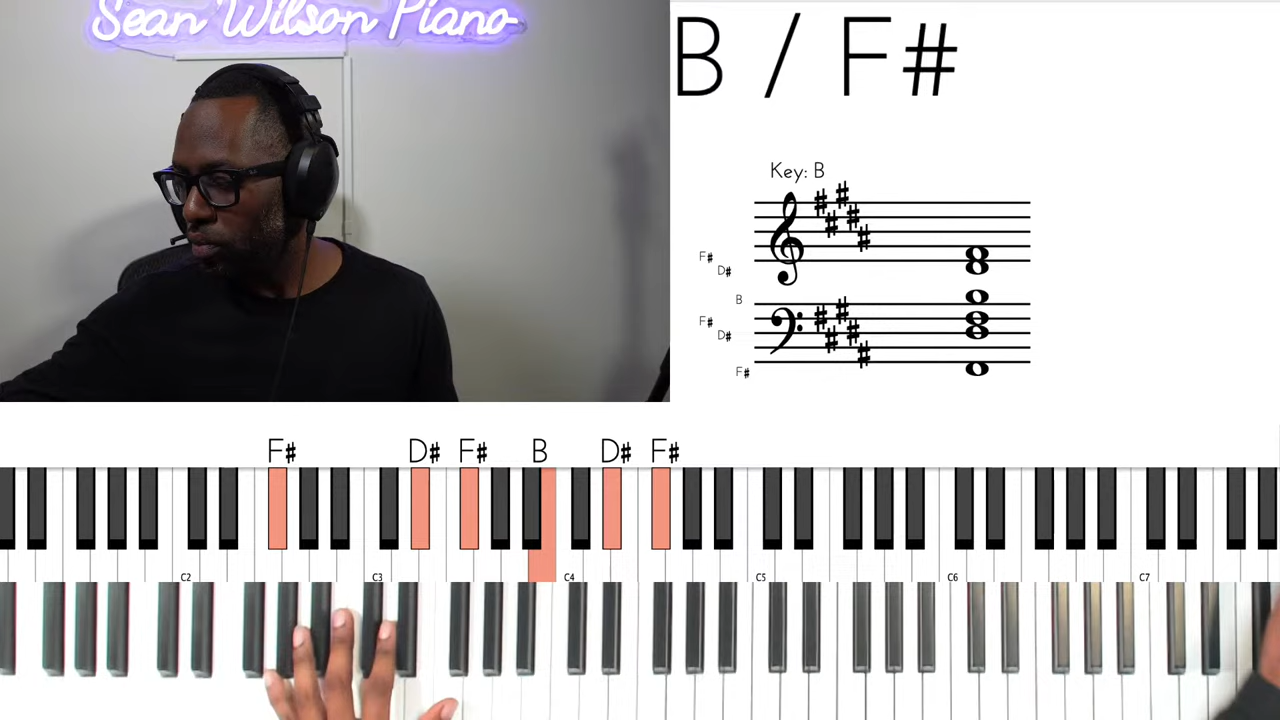 Sean Wilson Piano
B / F#
Key: B
F#
D#
B
F#
D#
F#
F# D# F# B D# F#
C2 C3 C4 C5 C6 C7